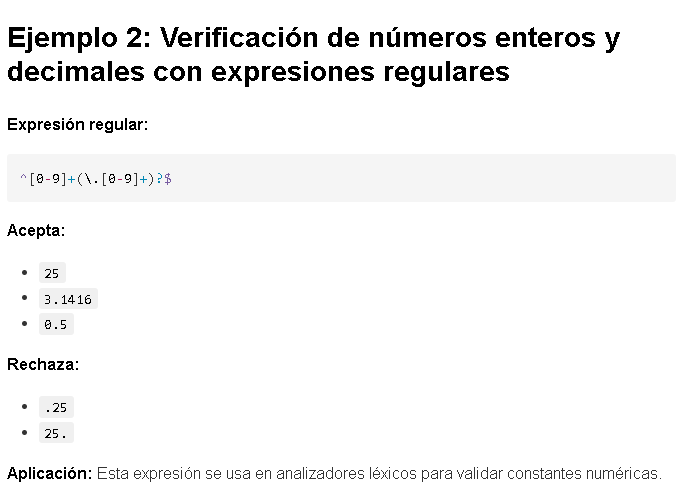 Ejemplo 2: Verificación de números enteros y
decimales con expresiones regulares
Expresión regular:
^[0-9]+(\.[0-9]+)?$
Acepta:
25
3.1416
0.5
Rechaza:
.25
25.
Aplicación: Esta expresión se usa en analizadores léxicos para validar constantes numéricas.